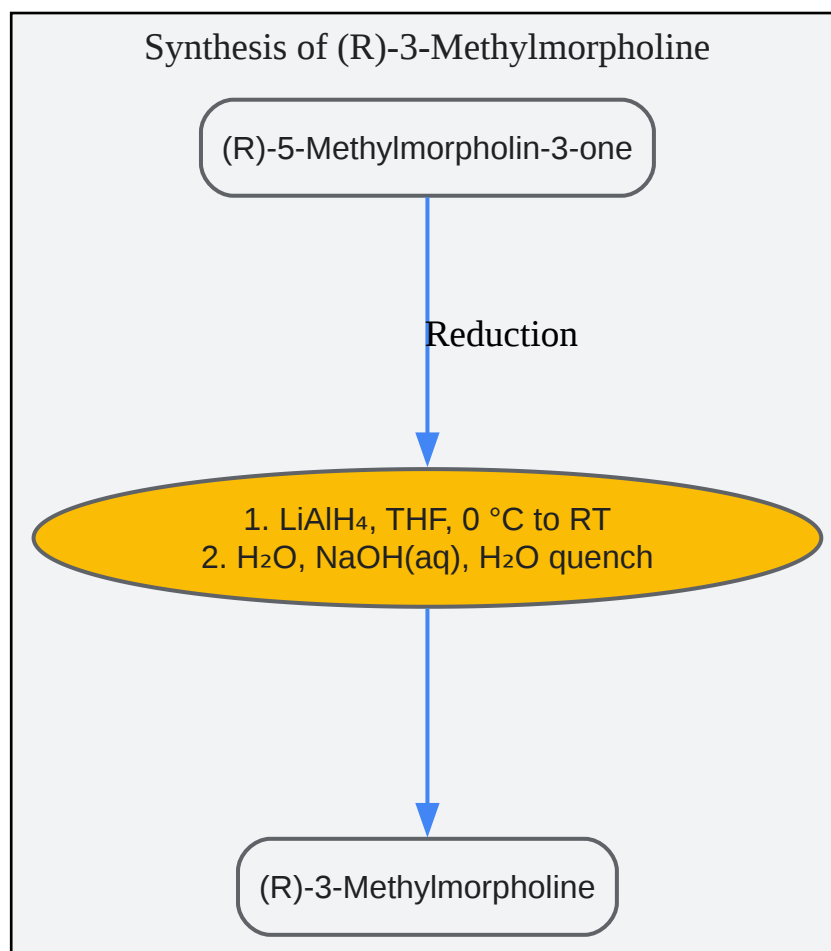 Synthesis of (R)-3-Methylmorpholine
(R)-5-Methylmorpholin-3-one
Reduction
1. LiAlH₄, THF, 0 °C to RT
2. H₂O, NaOH(aq), H₂O quench
(R)-3-Methylmorpholine